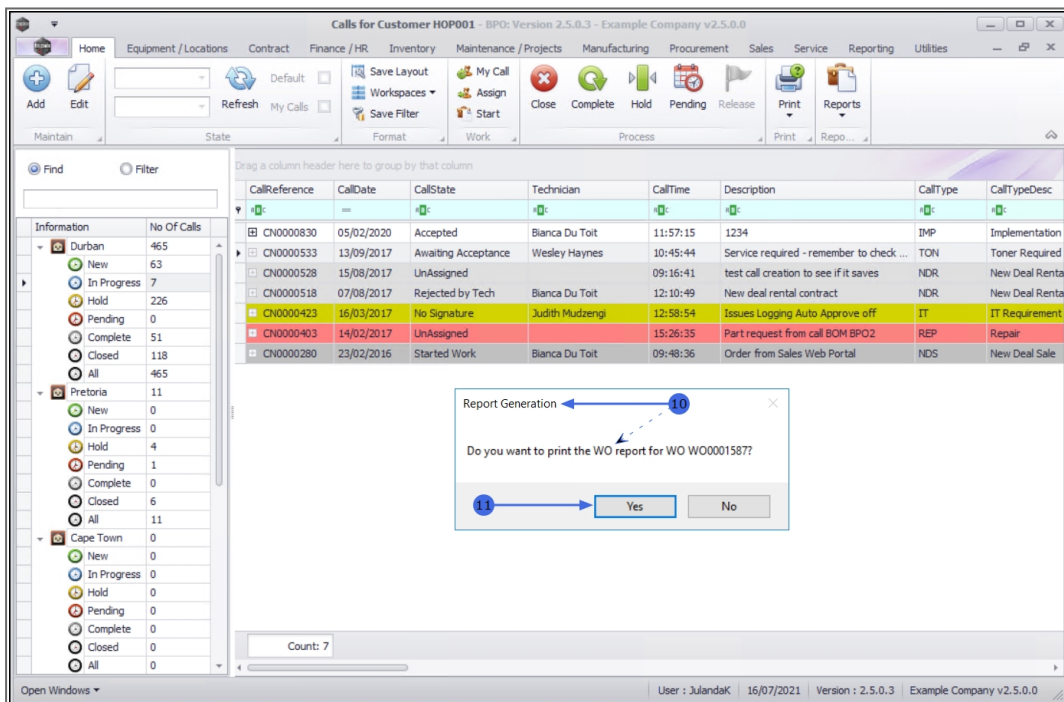 Calls for Customer HOP001 - BPO: Version 2.5.0.3 - Example Company v2.5.0.0
Home Equipment / Locations Contract Finance / HR Inventory Maintenance / Projects Manufacturing Procurement Sales Service Reporting Utilities
Add Edit Refresh Default My Calls Save Layout Workspaces Save Filter My Call Assign Start Close Complete Hold Pending Release Print Reports
Maintain State Format Work Process Print Repo...
Find Filter
Drag a column header here to group by that column
CallReference CallDate CallState Technician CallTime Description CallType CallTypeDesc
Information No Of Calls
CN0000830 05/02/2020 Accepted Bianca Du Toit 11:57:15 1234 IMP Implementation
CN0000533 13/09/2017 Awaiting Acceptance Wesley Haynes 10:45:44 Service required - remember to check ... TON Toner Required
CN0000528 15/08/2017 UnAssigned 09:16:41 test call creation to see if it saves NDR New Deal Renta
CN0000518 07/08/2017 Rejected by Tech Bianca Du Toit 12:10:49 New deal rental contract NDR New Deal Renta
CN0000423 16/03/2017 No Signature Judith Mudzengi 12:58:54 Issues Logging Auto Approve off IT IT Requirement
CN0000403 14/02/2017 UnAssigned 15:26:35 Part request from call BOM BPO2 REP Repair
CN0000280 23/02/2016 Started Work Bianca Du Toit 09:48:36 Order from Sales Web Portal NDS New Deal Sale
Durban 465
New 63
In Progress 7
Hold 226
Pending 0
Complete 51
Closed 118
All 465
Pretoria 11
New 0
In Progress 0
Hold 4
Pending 1
Complete 0
Closed 6
All 11
Cape Town 0
New 0
In Progress 0
Hold 0
Pending 0
Complete 0
Closed 0
All 0
Report Generation 10
Do you want to print the WO report for WO WO0001587?
11 Yes No
Count: 7
Open Windows User : JulandaK 16/07/2021 Version : 2.5.0.3 Example Company v2.5.0.0